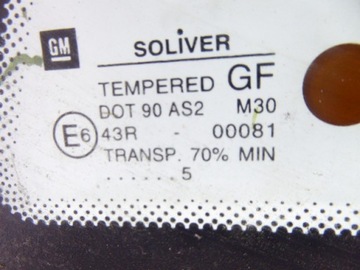 GM
SOLiVER
TEMPERED GF
DOT 90 AS2 M30
E6 43R - 00081
TRANSP. 70% MIN
. . . . . . 5